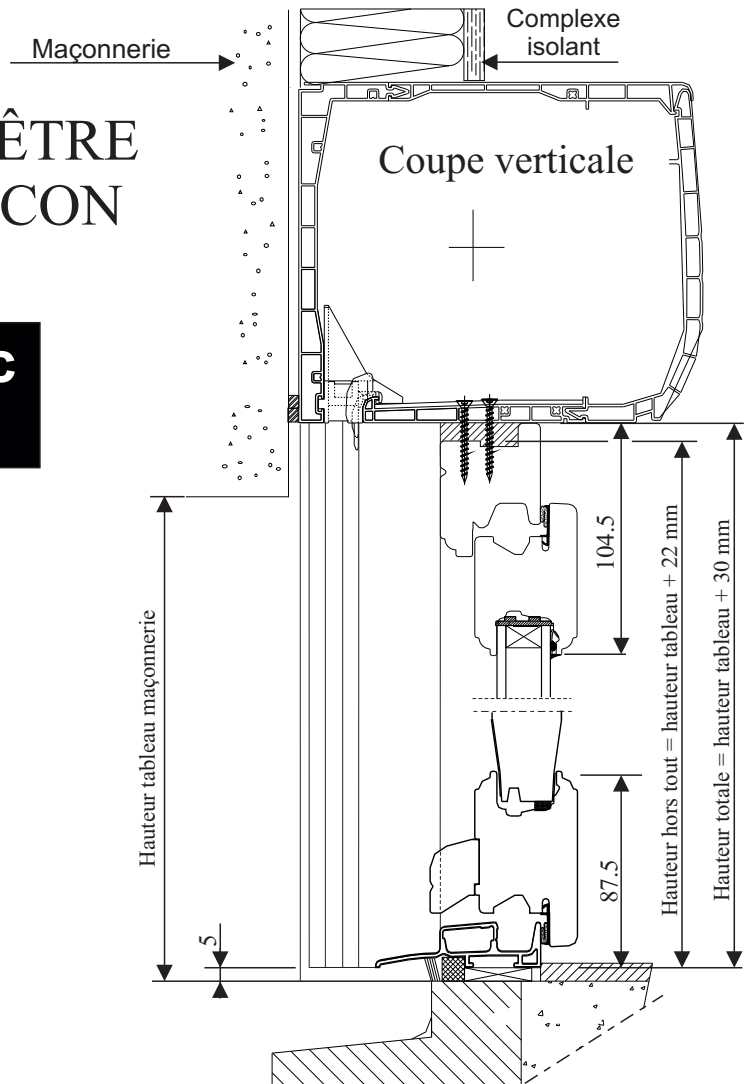 Maçonnerie
Complexe
isolant
ÊTRE
CON
Coupe verticale
c
104.5
Hauteur hors tout = hauteur tableau + 22 mm
Hauteur totale = hauteur tableau + 30 mm
Hauteur tableau maçonnerie
87.5
5